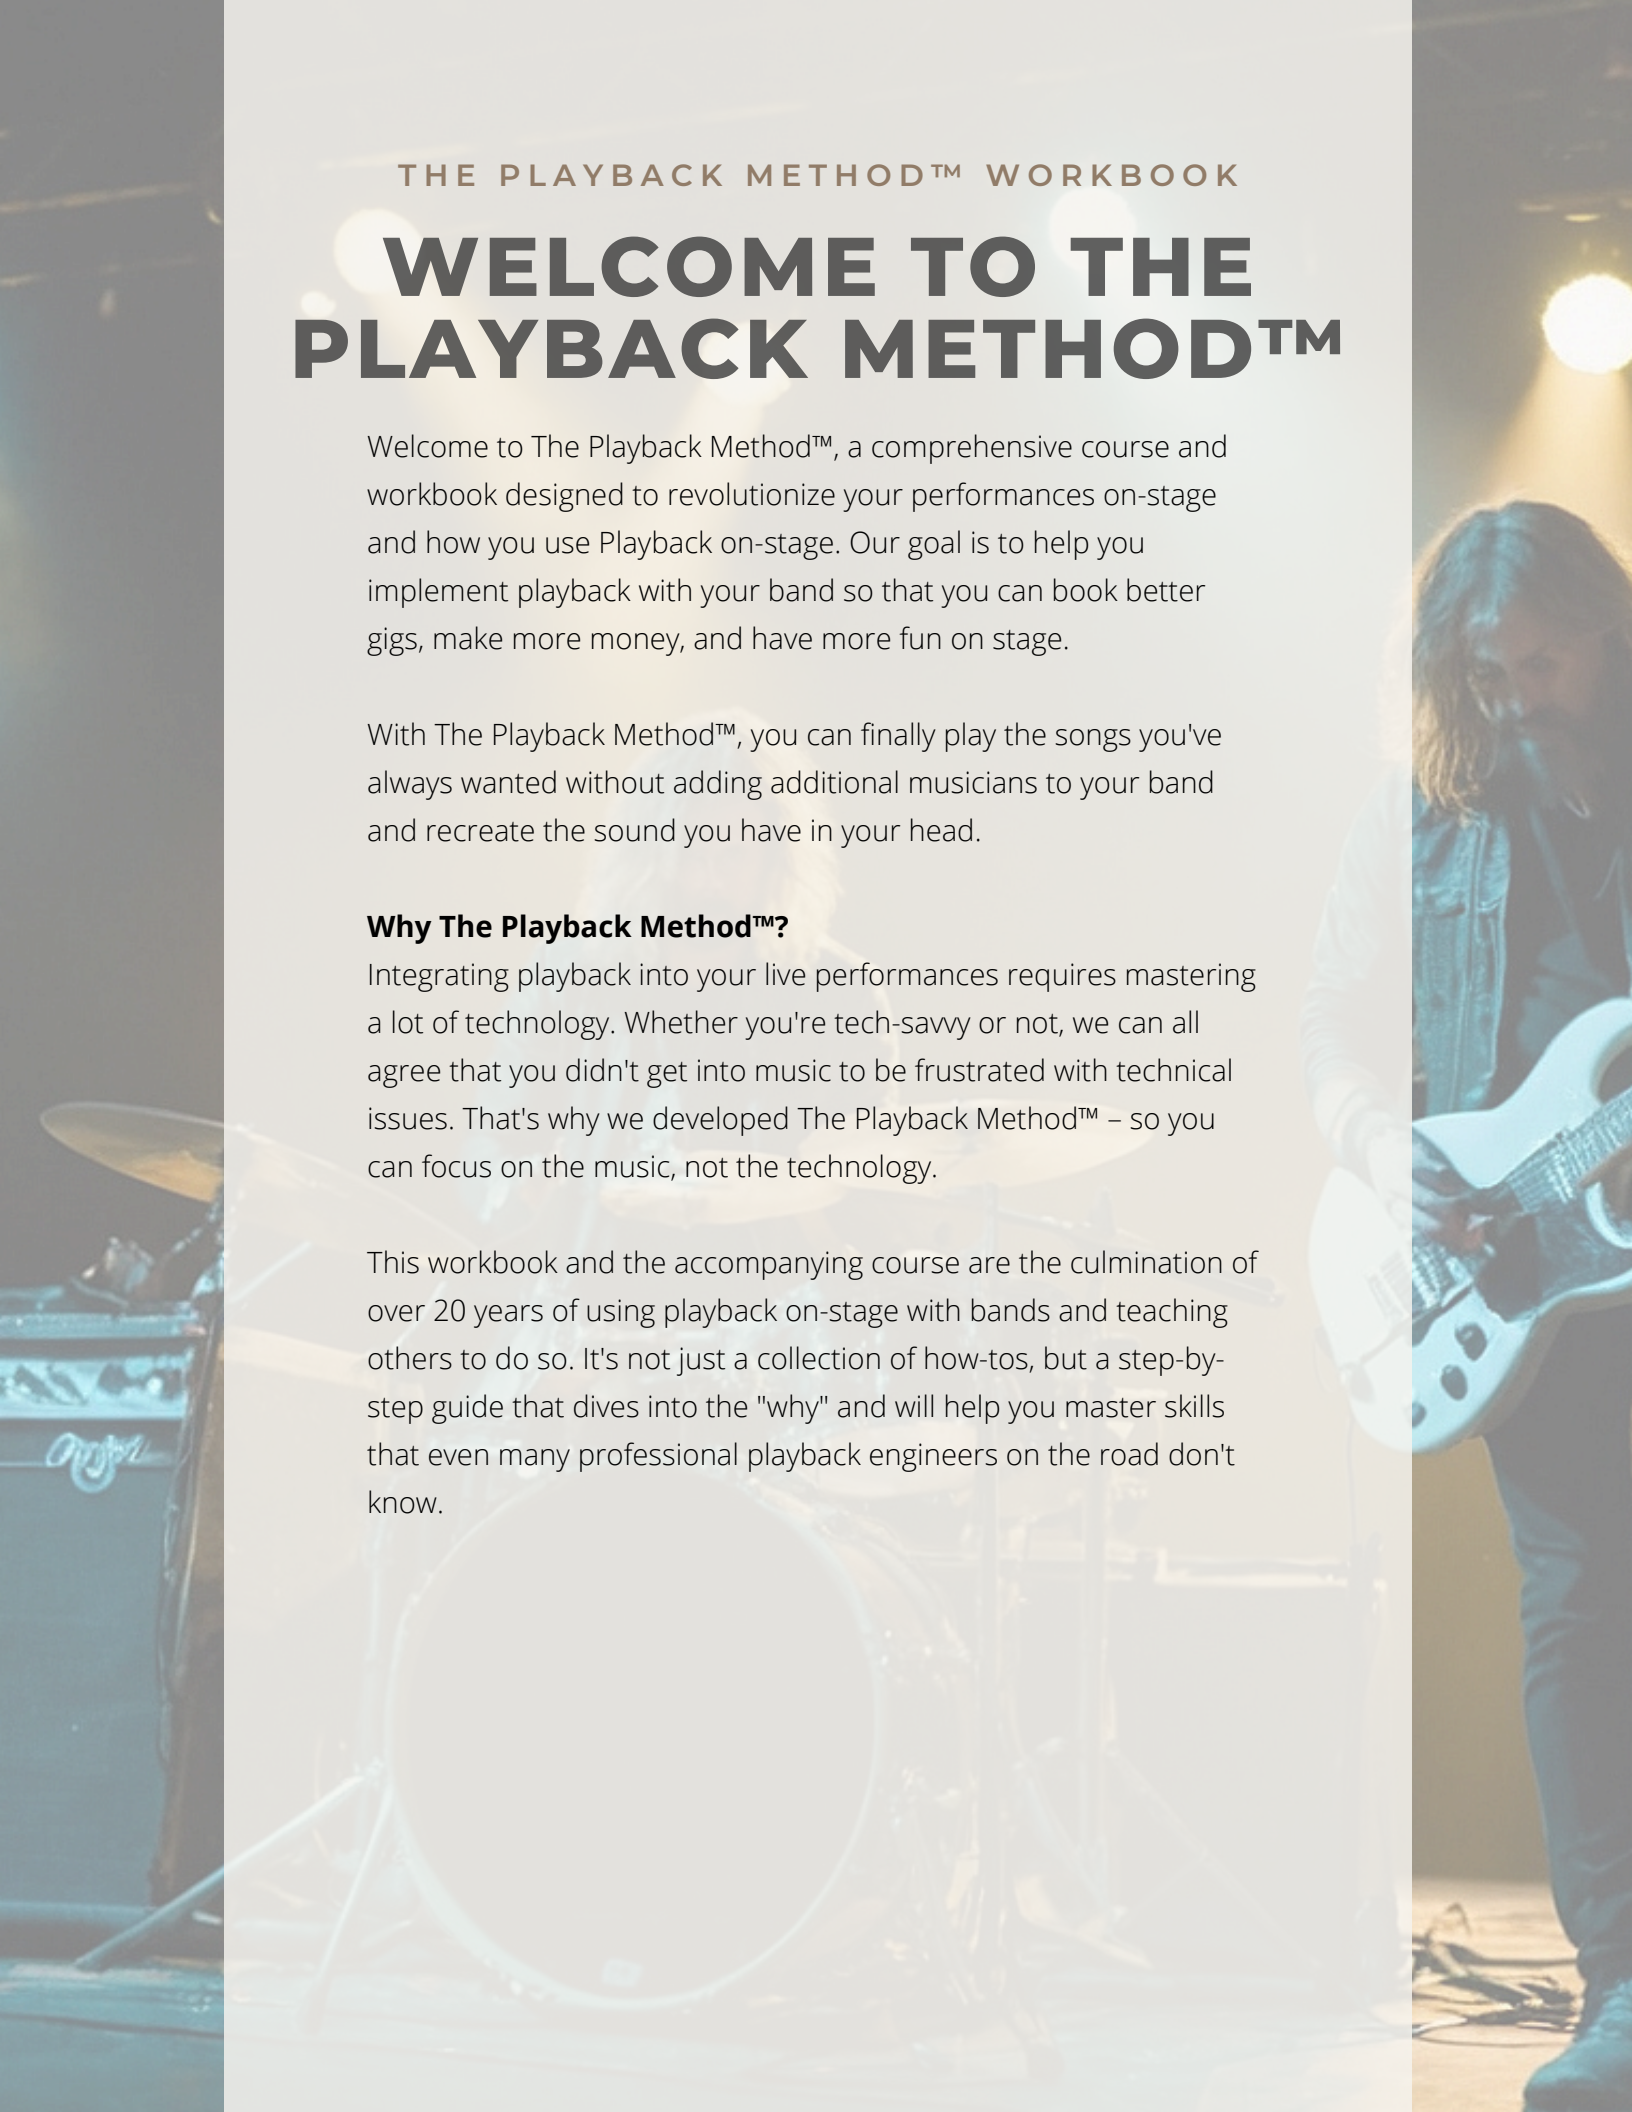 THE PLAYBACK METHOD™ WORKBOOK
WELCOME TO THE
PLAYBACK METHOD™
Welcome to The Playback Method™, a comprehensive course and
workbook designed to revolutionize your performances on-stage
and how you use Playback on-stage. Our goal is to help you
implement playback with your band so that you can book better
gigs, make more money, and have more fun on stage.
With The Playback Method™, you can finally play the songs you've
always wanted without adding additional musicians to your band
and recreate the sound you have in your head.
Why The Playback Method™?
Integrating playback into your live performances requires mastering
a lot of technology. Whether you're tech-savvy or not, we can all
agree that you didn't get into music to be frustrated with technical
issues. That's why we developed The Playback Method™ – so you
can focus on the music, not the technology.
This workbook and the accompanying course are the culmination of
over 20 years of using playback on-stage with bands and teaching
others to do so. It's not just a collection of how-tos, but a step-by-
step guide that dives into the "why" and will help you master skills
that even many professional playback engineers on the road don't
know.